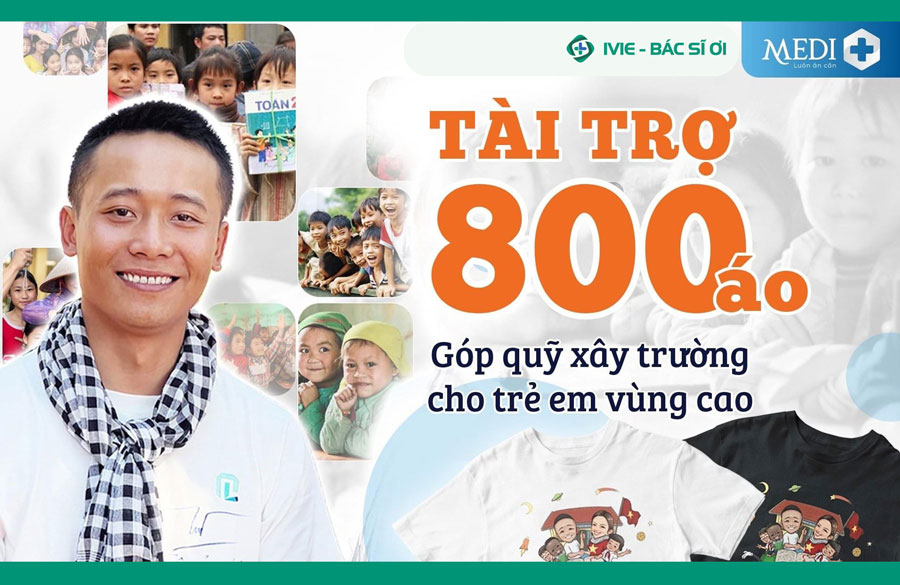 IVIE - BÁC SĨ ƠI
MEDI
Luôn ân cần
TOÁN 2
TÀI TRỢ
800 áo
Góp quỹ xây trường
cho trẻ em vùng cao